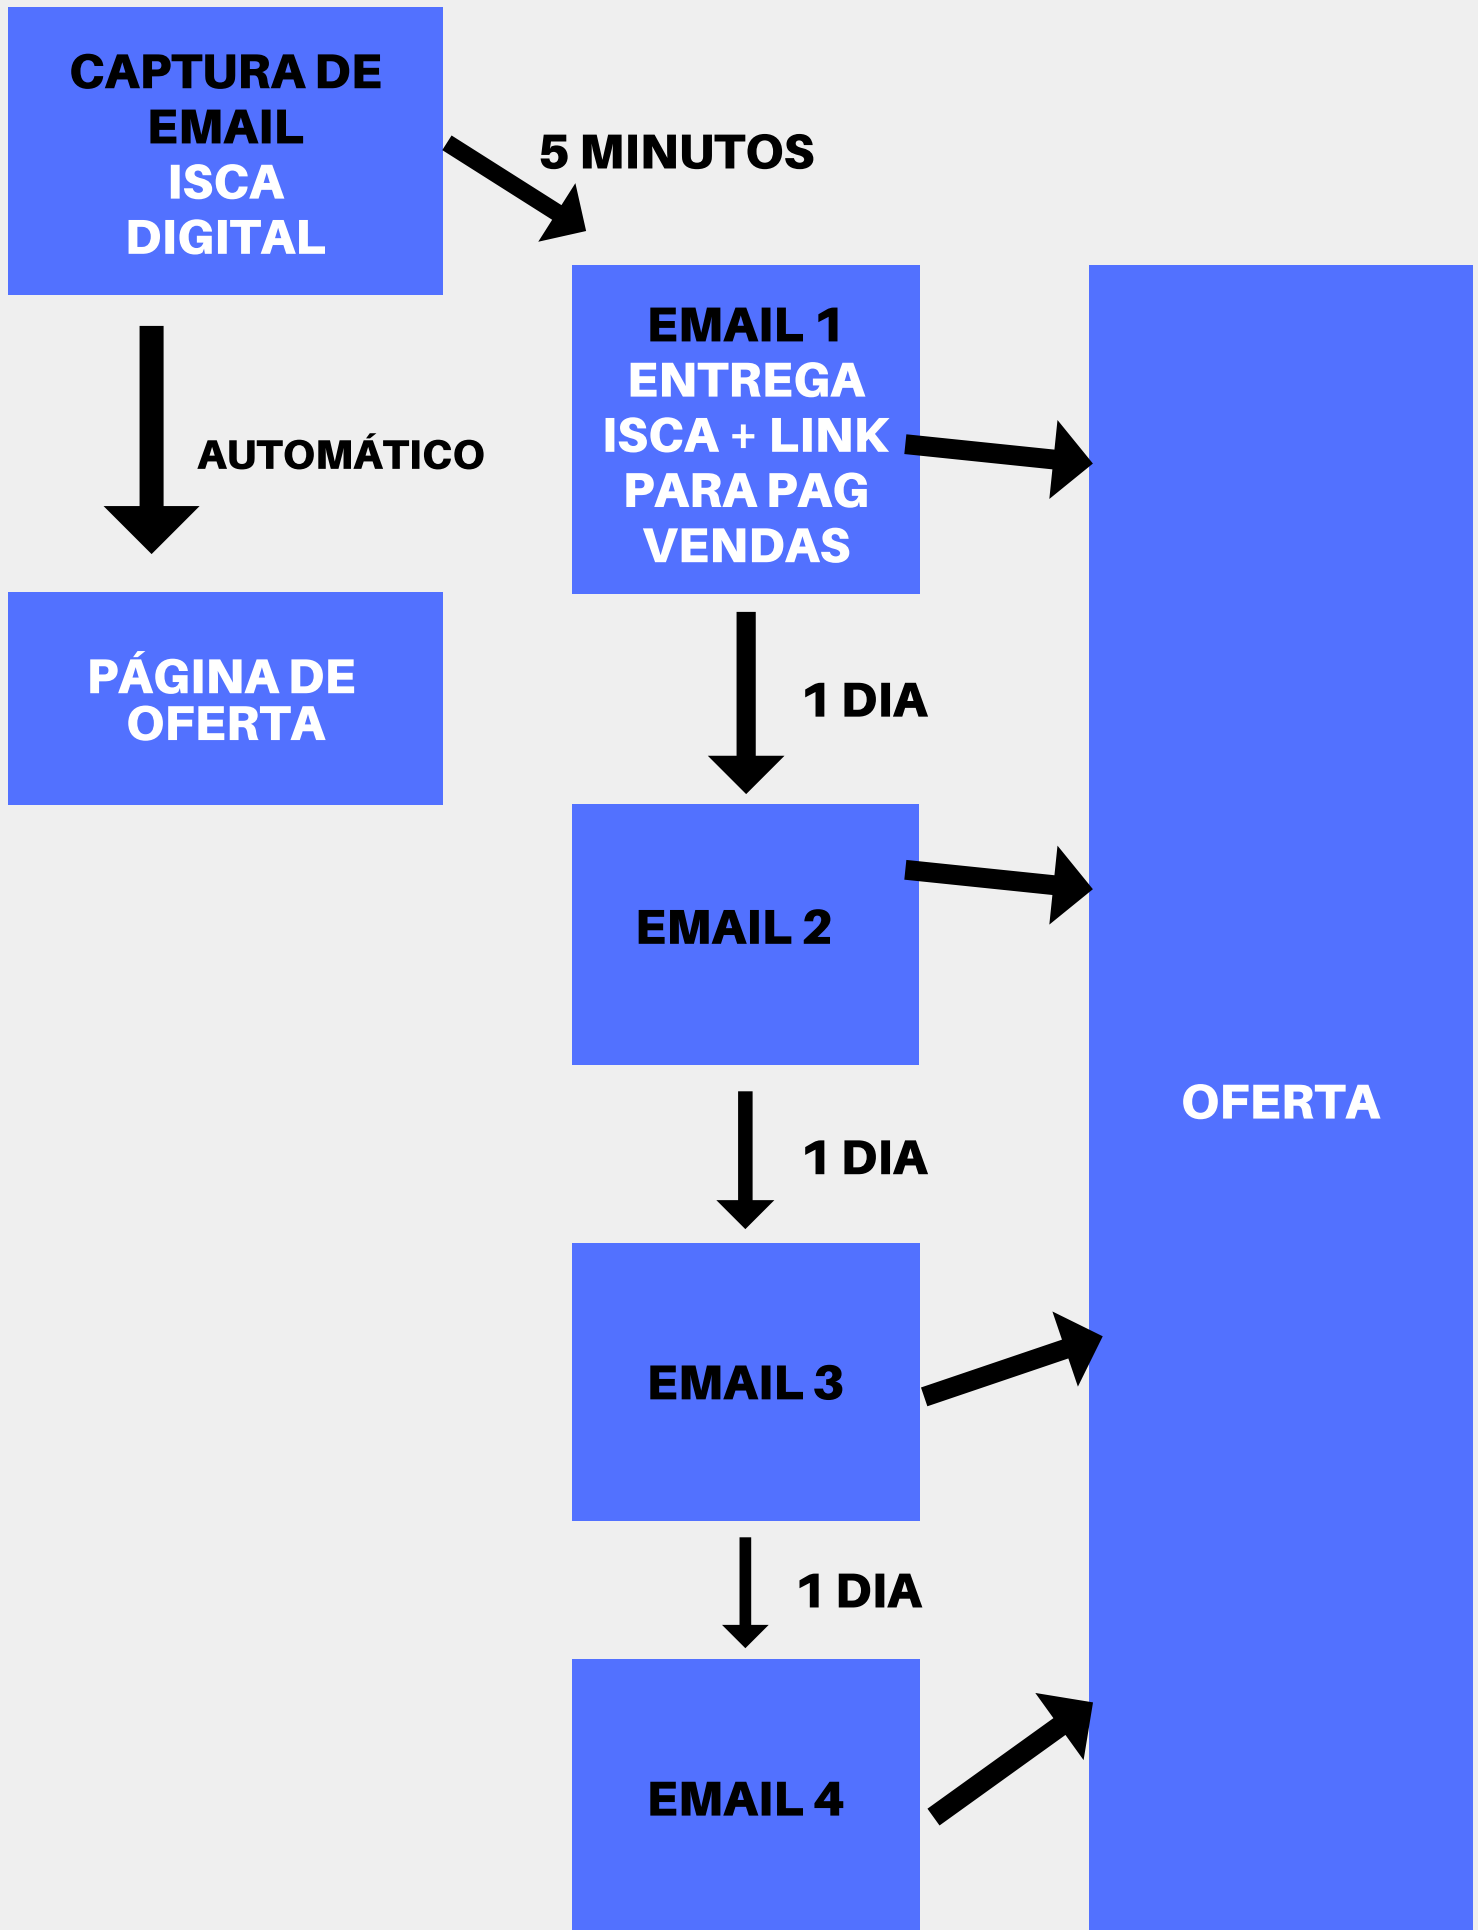 CAPTURA DE
EMAIL
ISCA
DIGITAL
5 MINUTOS
AUTOMÁTICO
PÁGINA DE
OFERTA
EMAIL 1
ENTREGA
ISCA + LINK
PARA PAG
VENDAS
1 DIA
EMAIL 2
1 DIA
EMAIL 3
1 DIA
EMAIL 4
OFERTA